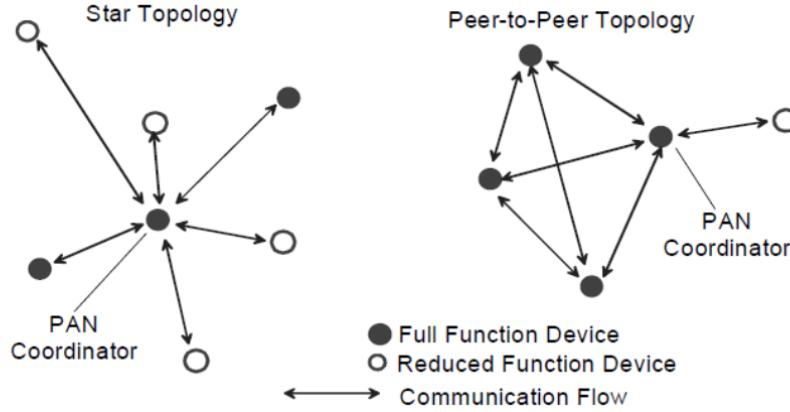 Star Topology
Peer-to-Peer Topology
PAN
Coordinator
PAN
Coordinator
Full Function Device
Reduced Function Device
Communication Flow